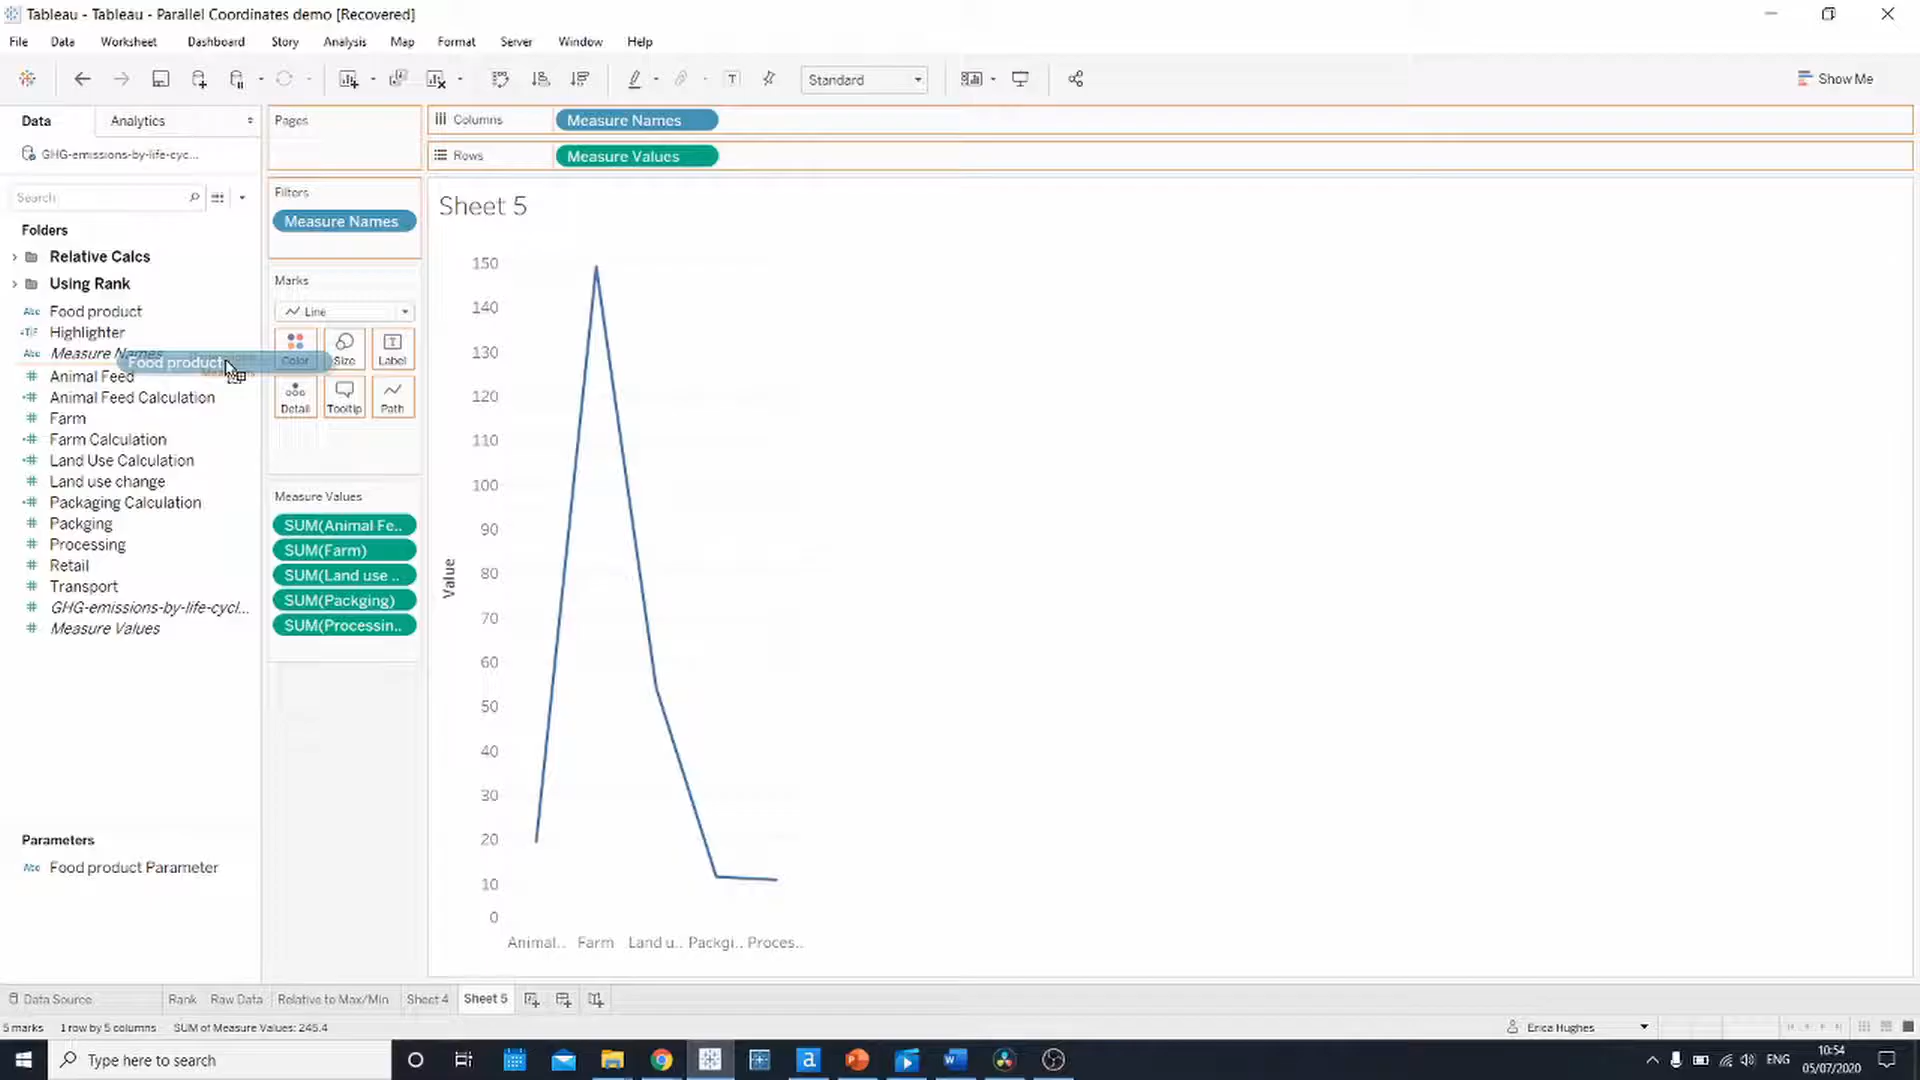 Tableau - Tableau - Parallel Coordinates demo [Recovered]
File Data Worksheet Dashboard Story Analysis Map Format Server Window Help
Standard
Show Me
Data Analytics
GHG-emissions-by-life-cyc...
Search
Folders
Relative Calcs
Using Rank
Abc Food product
Highlighter
Abc Measure Names
Food product
Animal Feed
Animal Feed Calculation
Farm
Farm Calculation
Land Use Calculation
Land use change
Packaging Calculation
Packging
Processing
Retail
Transport
GHG-emissions-by-life-cycl...
Measure Values
Parameters
Abc Food product Parameter
Pages
Filters
Measure Names
Marks
Line
Color Size Label
Detail Tooltip Path
Measure Values
SUM(Animal Fe..
SUM(Farm)
SUM(Land use ..
SUM(Packging)
SUM(Processin..
Columns Measure Names
Rows Measure Values
Sheet 5
150
140
130
120
110
100
90
80
70
60
50
40
30
20
10
0
Value
Animal.. Farm Land u.. Packgi.. Proces..
Data Source Rank Raw Data Relative to Max/Min Sheet 4 Sheet 5
5 marks 1 row by 5 columns SUM of Measure Values: 245.4
Erica Hughes
Type here to search
ENG
10:54
05/07/2020